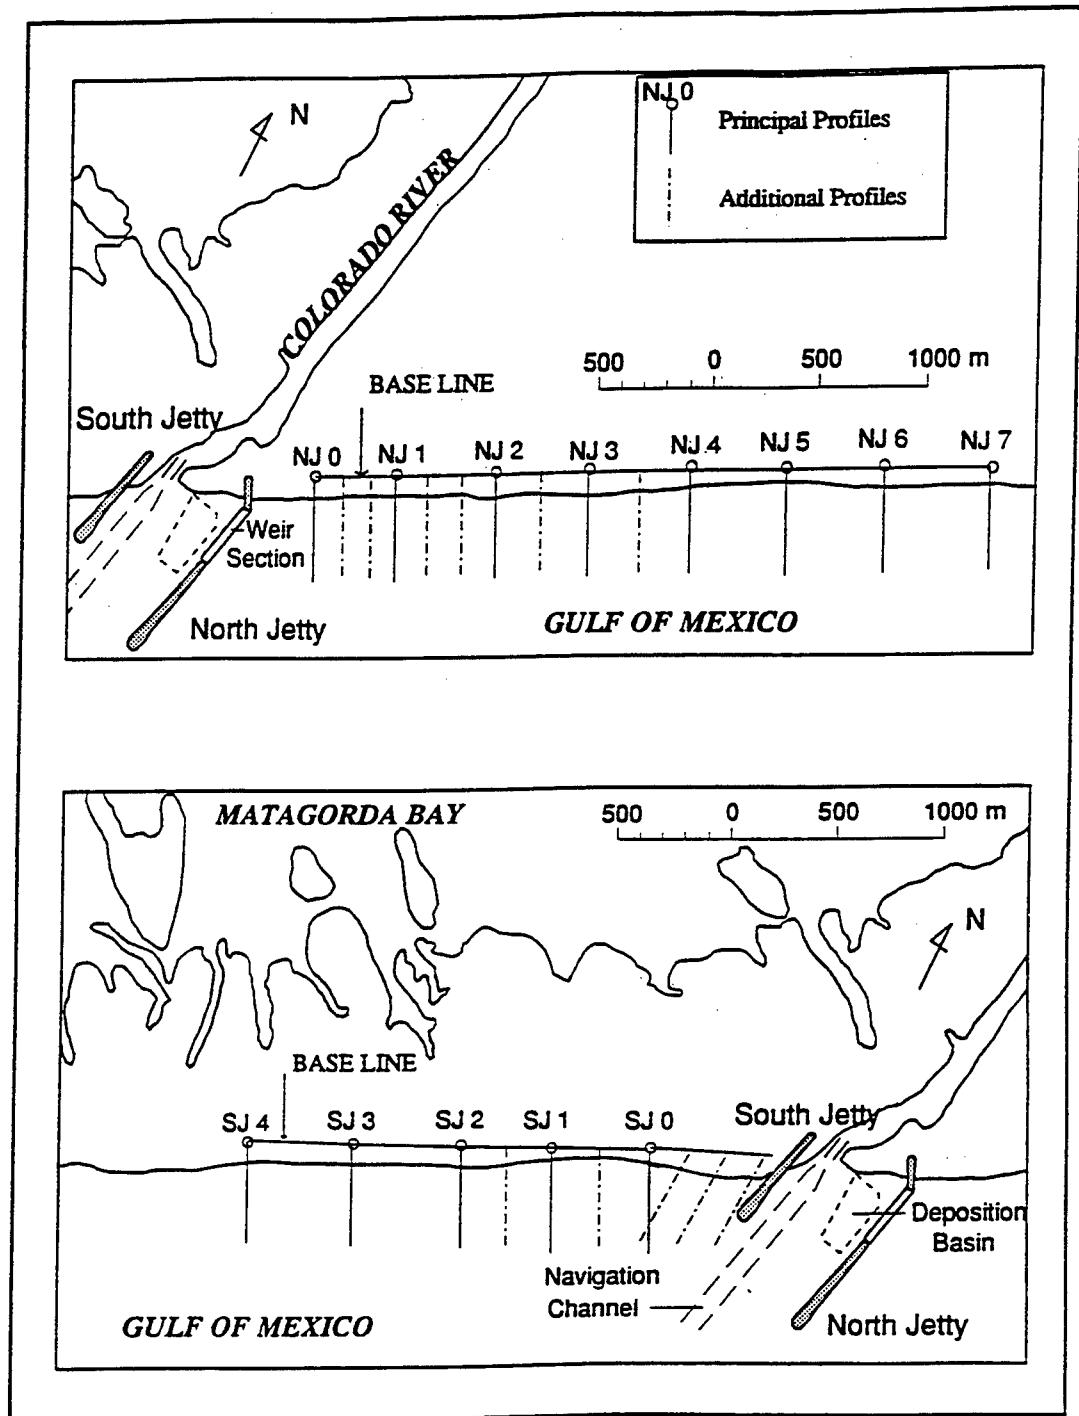 NJ 0
Principal Profiles
Additional Profiles
N
COLORADO RIVER
500 0 500 1000 m
BASE LINE
South Jetty
NJ 0 NJ 1 NJ 2 NJ 3 NJ 4 NJ 5 NJ 6 NJ 7
Weir
Section
North Jetty
GULF OF MEXICO
MATAGORDA BAY
500 0 500 1000 m
N
BASE LINE
SJ 4 SJ 3 SJ 2 SJ 1 SJ 0
South Jetty
Deposition
Basin
Navigation
Channel
GULF OF MEXICO
North Jetty